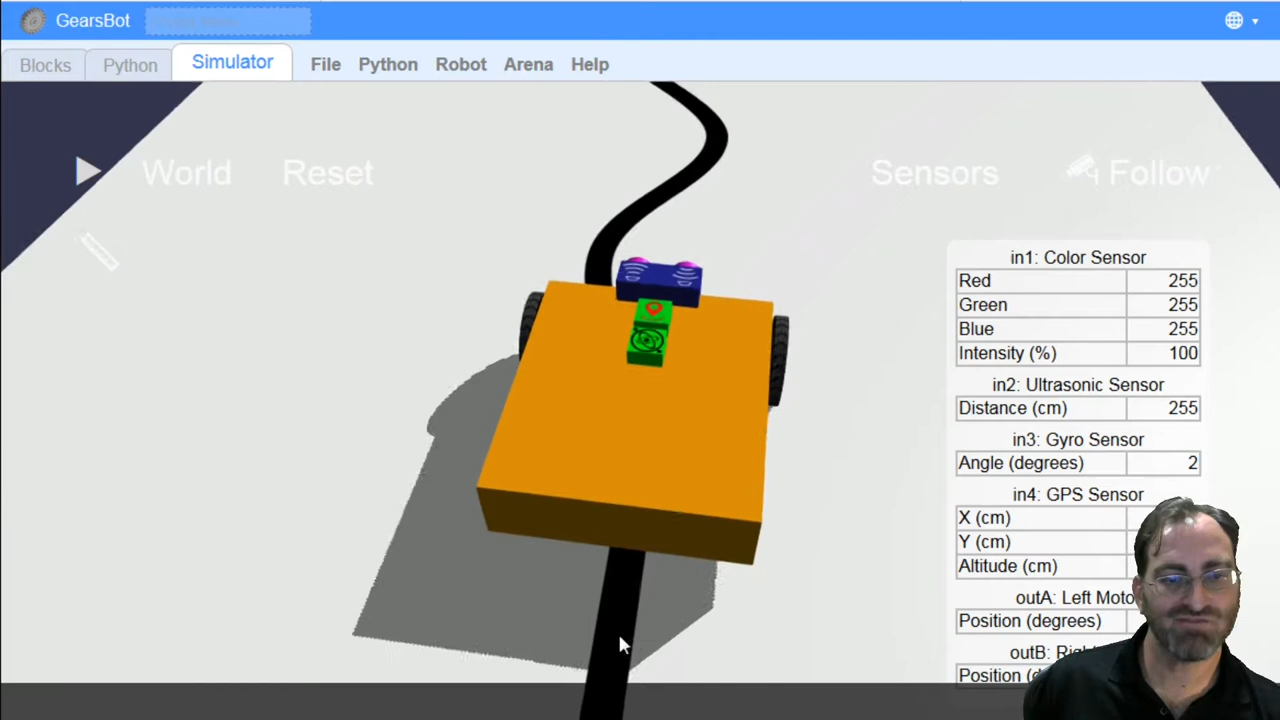 GearsBot
Blocks Python Simulator File Python Robot Arena Help
World Reset Sensors Follow
in1: Color Sensor
Red 255
Green 255
Blue 255
Intensity (%) 100
in2: Ultrasonic Sensor
Distance (cm) 255
in3: Gyro Sensor
Angle (degrees) 2
in4: GPS Sensor
X (cm)
Y (cm)
Altitude (cm)
outA: Left
Position (degrees)
outB:
Position